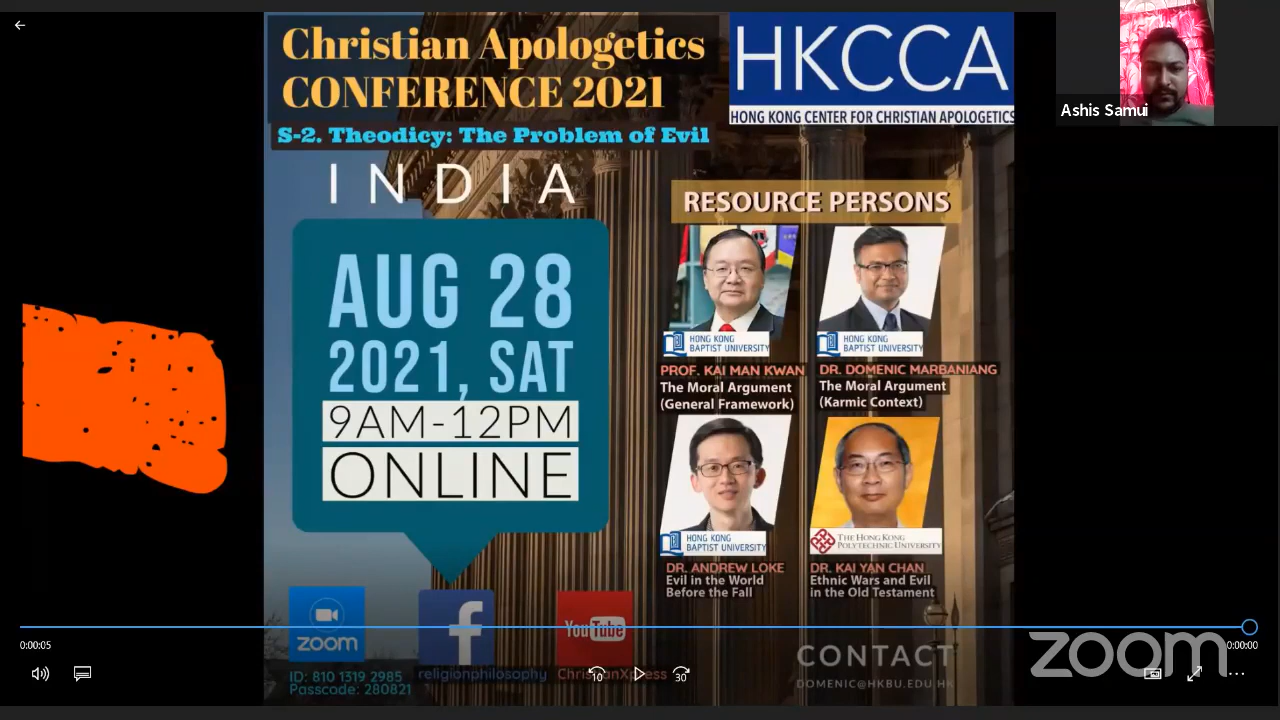 Christian Apologetics
CONFERENCE 2021
S-2. Theodicy: The Problem of Evil
INDIA
AUG 28
2021, SAT
9AM-12PM
ONLINE
zoom
ID: 810 1319 2985
Passcode: 280821
f
religionphilosophy
YouTube
ChristianXpress
HKCCA
HONG KONG CENTER FOR CHRISTIAN APOLOGETICS
RESOURCE PERSONS
HONG KONG
BAPTIST UNIVERSITY
PROF. KAI MAN KWAN
The Moral Argument
(General Framework)
HONG KONG
BAPTIST UNIVERSITY
DR. DOMENIC MARBANIANG
The Moral Argument
(Karmic Context)
HONG KONG
BAPTIST UNIVERSITY
DR. ANDREW LOKE
Evil in the World
Before the Fall
THE HONG KONG
POLYTECHNIC UNIVERSITY
DR. KAI YAN CHAN
Ethnic Wars and Evil
in the Old Testament
CONTACT
DOMENIC@HKBU.EDU.HK
Ashis Samui
0:00:05
0:00:00
10
30
zoom